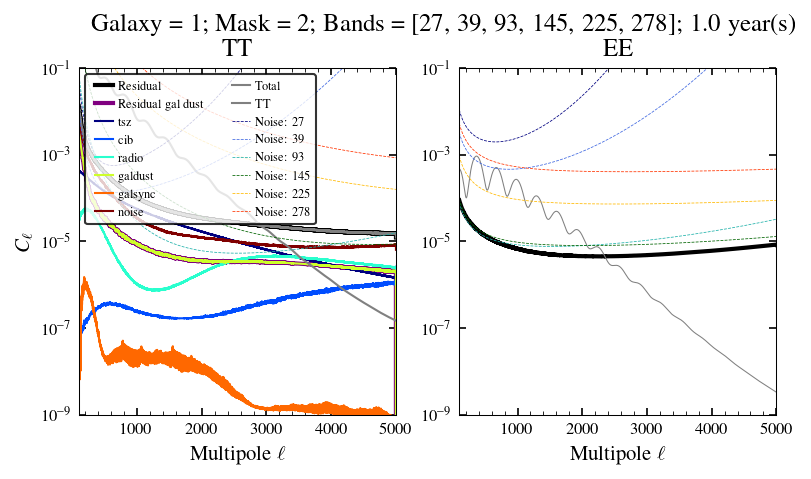 Galaxy = 1; Mask = 2; Bands = [27, 39, 93, 145, 225, 278]; 1.0 year(s)
TT
EE
Residual
Residual gal dust
tsz
cib
radio
galdust
galsync
noise
Total
TT
Noise: 27
Noise: 39
Noise: 93
Noise: 145
Noise: 225
Noise: 278
10⁻¹
10⁻³
10⁻⁵
10⁻⁷
10⁻⁹
C_ℓ
1000 2000 3000 4000 5000
Multipole ℓ
10⁻¹
10⁻³
10⁻⁵
10⁻⁷
10⁻⁹
1000 2000 3000 4000 5000
Multipole ℓ